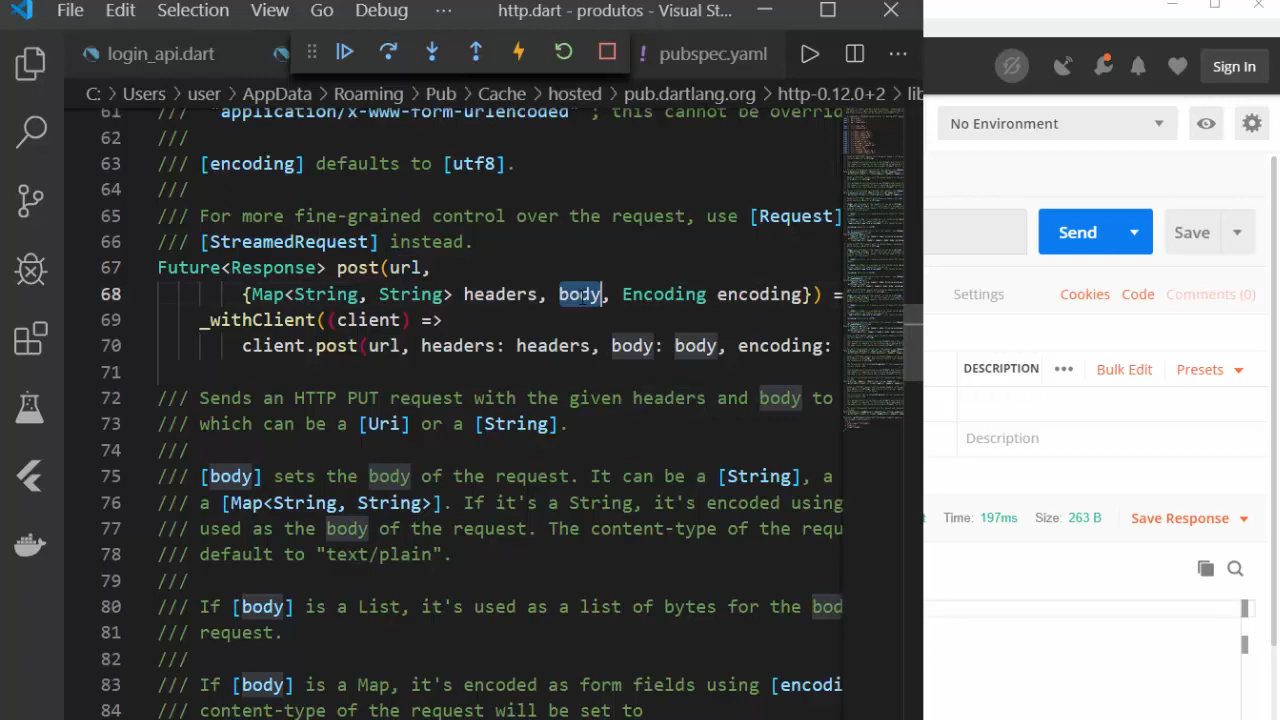 File Edit Selection View Go Debug ··· http.dart - produtos - Visual St...
login_api.dart pubspec.yaml
C: > Users > user > AppData > Roaming > Pub > Cache > hosted > pub.dartlang.org > http-0.12.0+2 > lib
61 /// "application/x-www-form-urlencoded" ; this cannot be overrid
62 ///
63 /// [encoding] defaults to [utf8].
64 ///
65 /// For more fine-grained control over the request, use [Request]
66 /// [StreamedRequest] instead.
67 Future<Response> post(url,
68 {Map<String, String> headers, body, Encoding encoding}) =
69 _withClient((client) =>
70 client.post(url, headers: headers, body: body, encoding:
71
72 /// Sends an HTTP PUT request with the given headers and body to
73 /// which can be a [Uri] or a [String].
74 ///
75 /// [body] sets the body of the request. It can be a [String], a
76 /// a [Map<String, String>]. If it's a String, it's encoded using
77 /// used as the body of the request. The content-type of the requ
78 /// default to "text/plain".
79 ///
80 /// If [body] is a List, it's used as a list of bytes for the bod
81 /// request.
82 ///
83 /// If [body] is a Map, it's encoded as form fields using [encodi
84 /// content-type of the request will be set to
Sign In
No Environment
Send Save
Settings Cookies Code Comments (0)
DESCRIPTION ••• Bulk Edit Presets
Description
Time: 197ms Size: 263 B Save Response